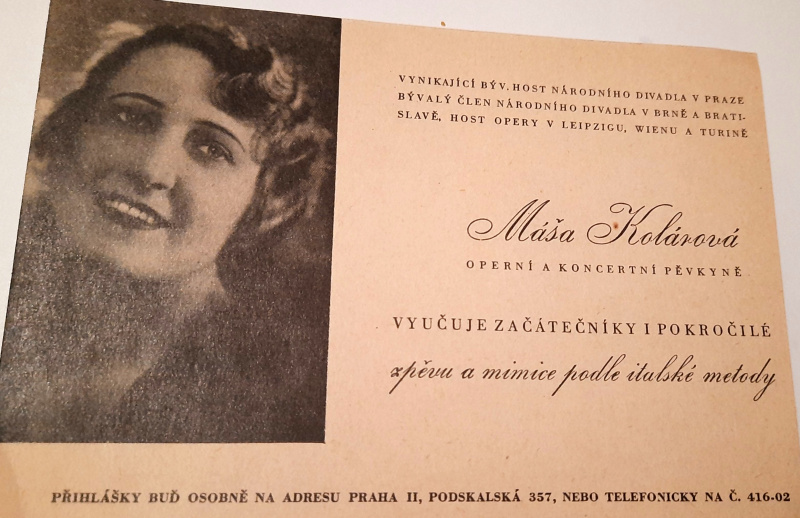 VYNIKAJÍCÍ BÝV. HOST NÁRODNÍHO DIVADLA V PRAZE
BÝVALÝ ČLEN NÁRODNÍHO DIVADLA V BRNĚ A BRATI-
SLAVĚ, HOST OPERY V LEIPZIGU, WIENU A TURINĚ
Máša Kolárová
OPERNÍ A KONCERTNÍ PĚVKYNĚ
VYUČUJE ZAČÁTEČNÍKY I POKROČILÉ
zpěvu a mimice podle italské metody
PŘIHLÁŠKY BUĎ OSOBNĚ NA ADRESU PRAHA II, PODSKALSKÁ 357, NEBO TELEFONICKY NA Č. 416-02